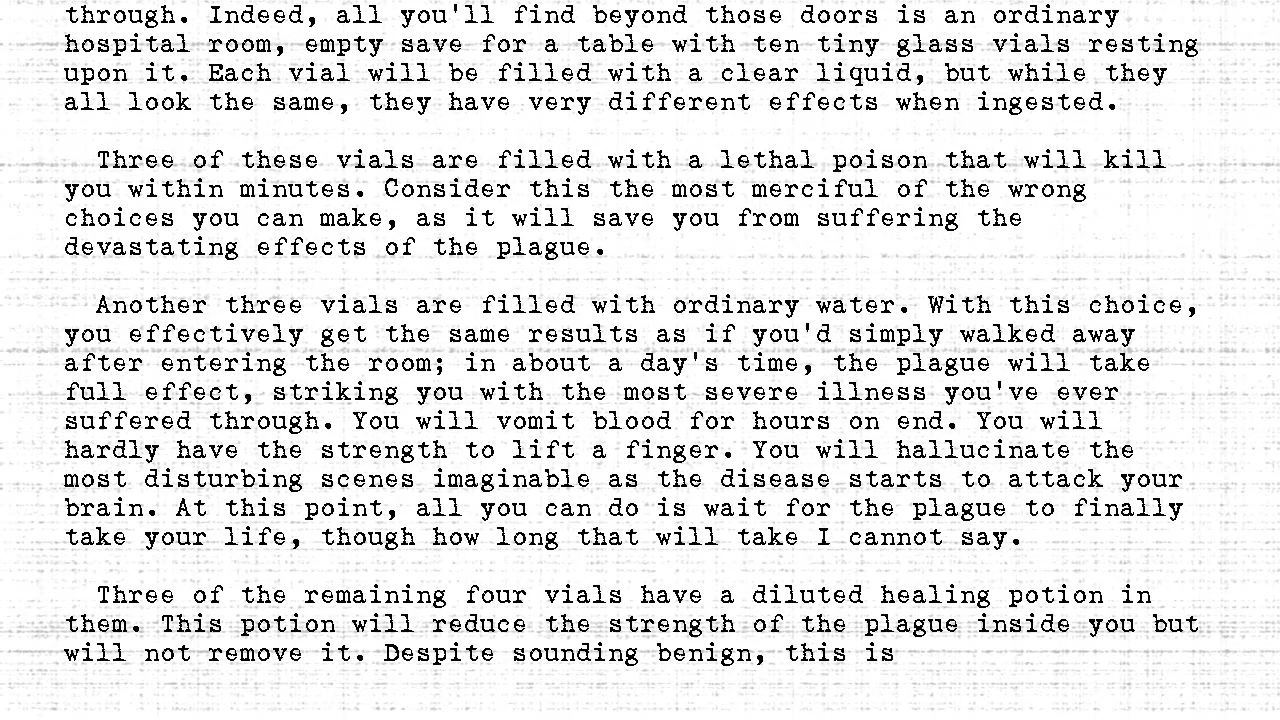 through. Indeed, all you'll find beyond those doors is an ordinary
hospital room, empty save for a table with ten tiny glass vials resting
upon it. Each vial will be filled with a clear liquid, but while they
all look the same, they have very different effects when ingested.
Three of these vials are filled with a lethal poison that will kill
you within minutes. Consider this the most merciful of the wrong
choices you can make, as it will save you from suffering the
devastating effects of the plague.
Another three vials are filled with ordinary water. With this choice,
you effectively get the same results as if you'd simply walked away
after entering the room; in about a day's time, the plague will take
full effect, striking you with the most severe illness you've ever
suffered through. You will vomit blood for hours on end. You will
hardly have the strength to lift a finger. You will hallucinate the
most disturbing scenes imaginable as the disease starts to attack your
brain. At this point, all you can do is wait for the plague to finally
take your life, though how long that will take I cannot say.
Three of the remaining four vials have a diluted healing potion in
them. This potion will reduce the strength of the plague inside you but
will not remove it. Despite sounding benign, this is